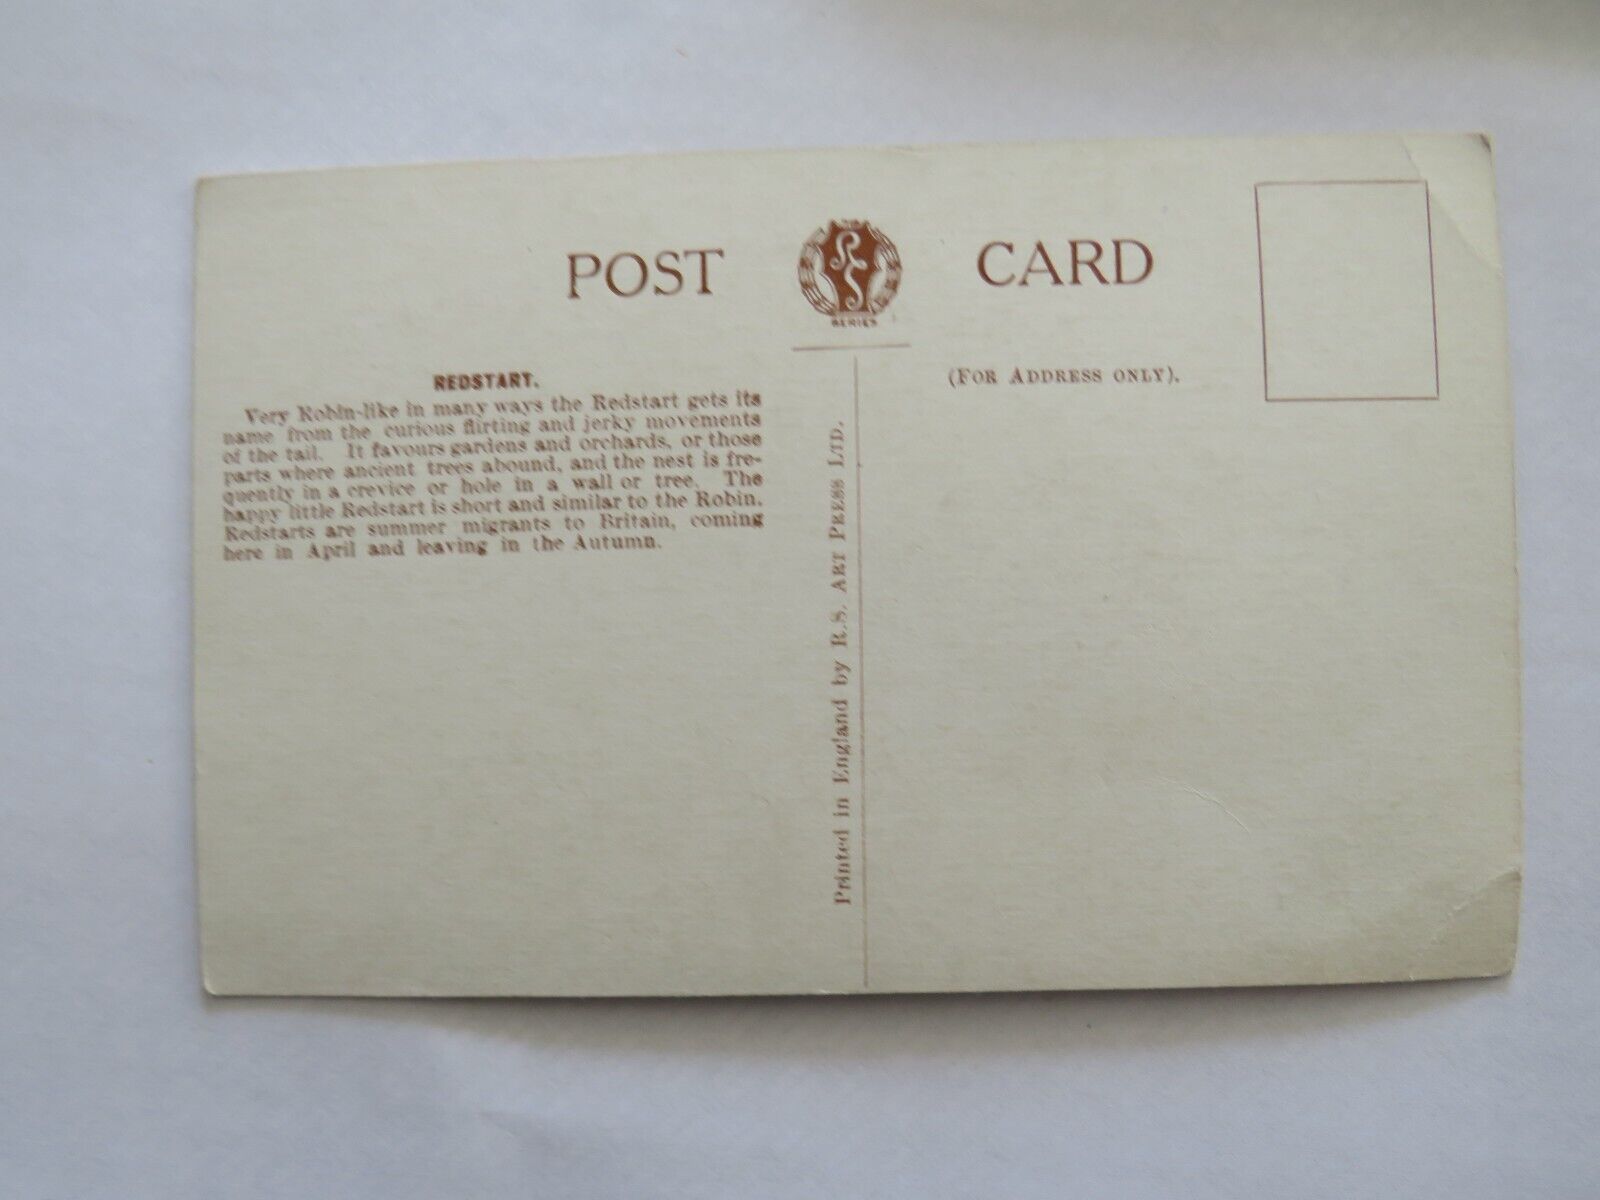 POST CARD
THE
RS
SERIES
REDSTART.
Very Robin-like in many ways the Redstart gets its
name from the curious flirting and jerky movements
of the tail. It favours gardens and orchards, or those
parts where ancient trees abound, and the nest is fre-
quently in a crevice or hole in a wall or tree. The
happy little Redstart is short and similar to the Robin.
Redstarts are summer migrants to Britain, coming
here in April and leaving in the Autumn.
Printed in England by R.S. ART PRESS LTD.
(FOR ADDRESS ONLY).